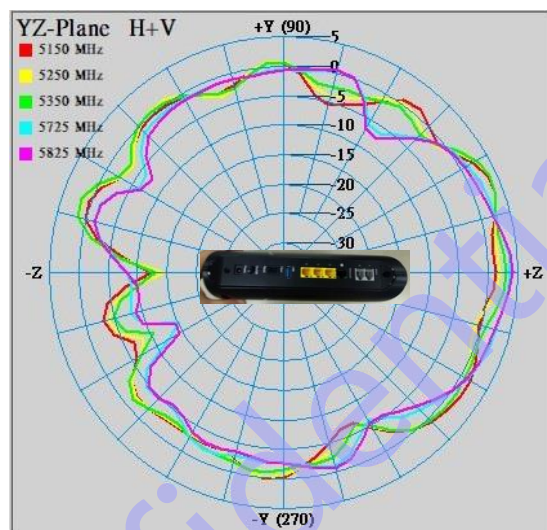 YZ-Plane H+V
5150 MHz
5250 MHz
5350 MHz
5725 MHz
5825 MHz
+Y (90)
5
0
-5
-10
-15
-20
-25
-30
-Z
+Z
-Y (270)
fidentia